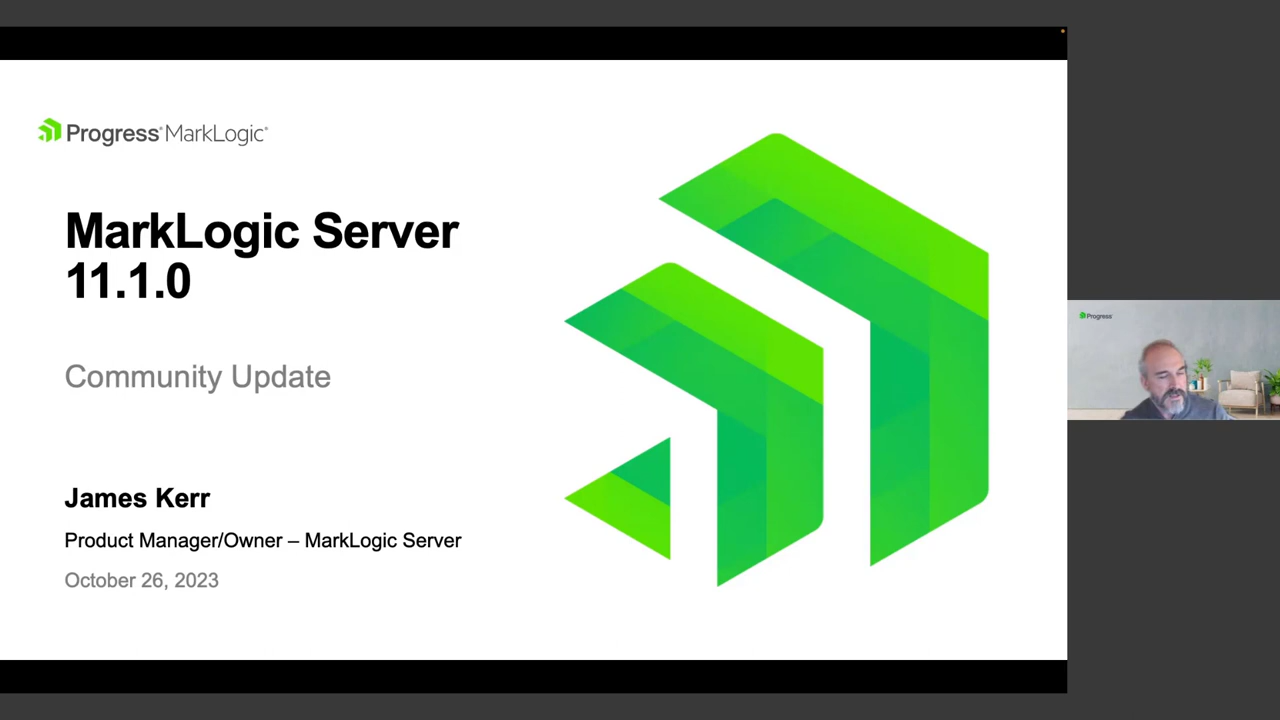 Progress® MarkLogic®
MarkLogic Server
11.1.0
Community Update
James Kerr
Product Manager/Owner – MarkLogic Server
October 26, 2023
Progress